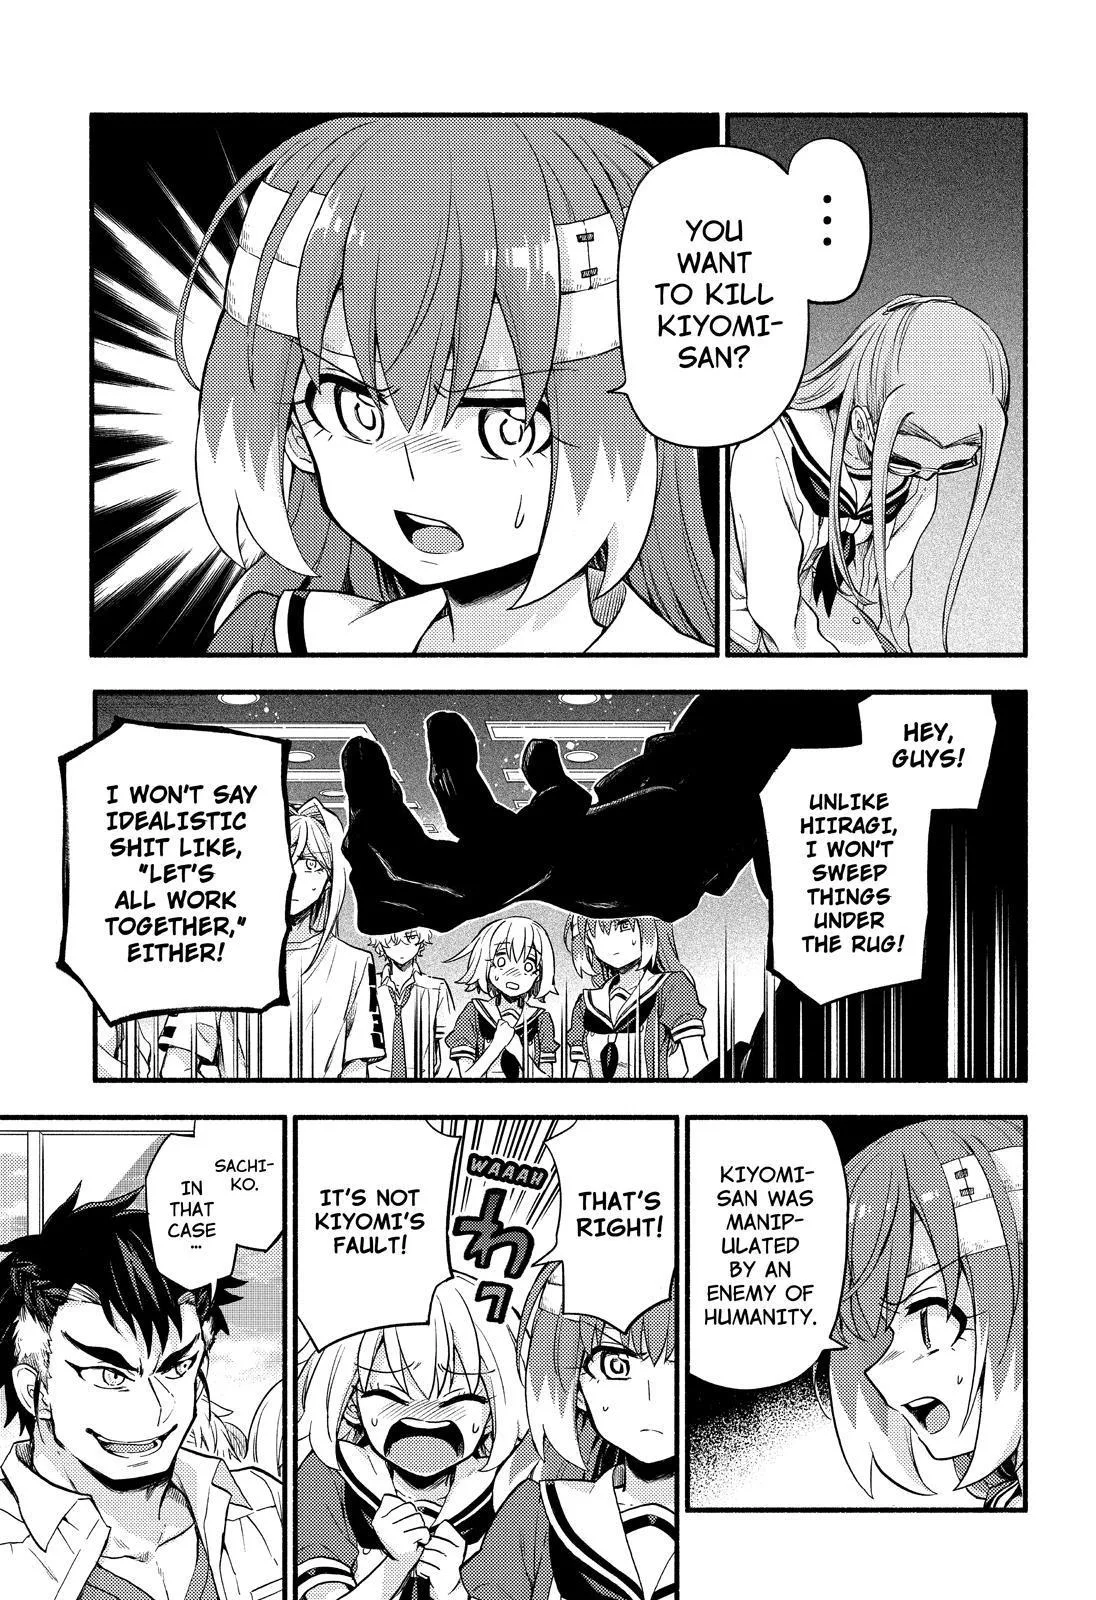 ...
YOU
WANT
TO KILL
KIYOMI-
SAN?
HEY,
GUYS!
UNLIKE
HIIRAGI,
I WON'T
SWEEP
THINGS
UNDER
THE RUG!
I WON'T SAY
IDEALISTIC
SHIT LIKE,
"LET'S
ALL WORK
TOGETHER,"
EITHER!
KIYOMI-
SAN WAS
MANIP-
ULATED
BY AN
ENEMY OF
HUMANITY.
THAT'S
RIGHT!
WAAAH
わっ
IT'S NOT
KIYOMI'S
FAULT!
SACHI-
KO.
IN
THAT
CASE
...